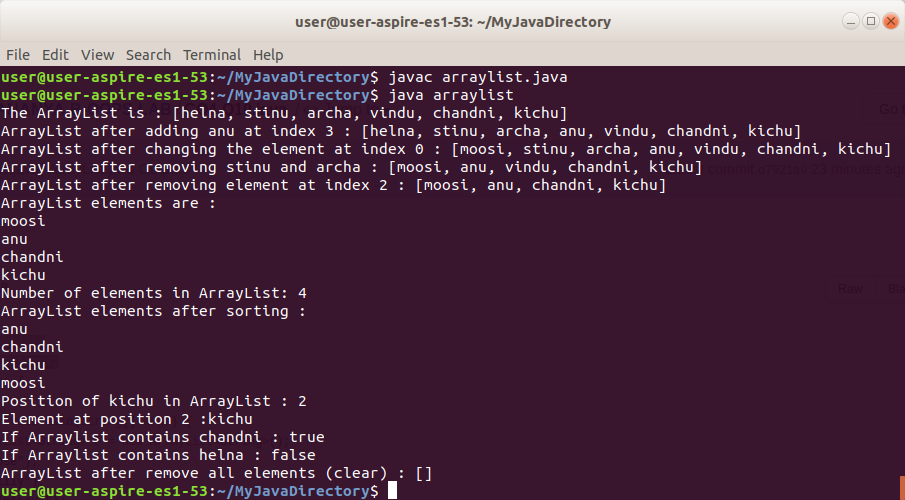 user@user-aspire-es1-53: ~/MyJavaDirectory
File Edit View Search Terminal Help
user@user-aspire-es1-53:~/MyJavaDirectory$ javac arraylist.java
user@user-aspire-es1-53:~/MyJavaDirectory$ java arraylist
The ArrayList is : [helna, stinu, archa, vindu, chandni, kichu]
ArrayList after adding anu at index 3 : [helna, stinu, archa, anu, vindu, chandni, kichu]
ArrayList after changing the element at index 0 : [moosi, stinu, archa, anu, vindu, chandni, kichu]
ArrayList after removing stinu and archa : [moosi, anu, vindu, chandni, kichu]
ArrayList after removing element at index 2 : [moosi, anu, chandni, kichu]
ArrayList elements are :
moosi
anu
chandni
kichu
Number of elements in ArrayList: 4
ArrayList elements after sorting :
anu
chandni
kichu
moosi
Position of kichu in ArrayList : 2
Element at position 2 :kichu
If Arraylist contains chandni : true
If Arraylist contains helna : false
ArrayList after remove all elements (clear) : []
user@user-aspire-es1-53:~/MyJavaDirectory$